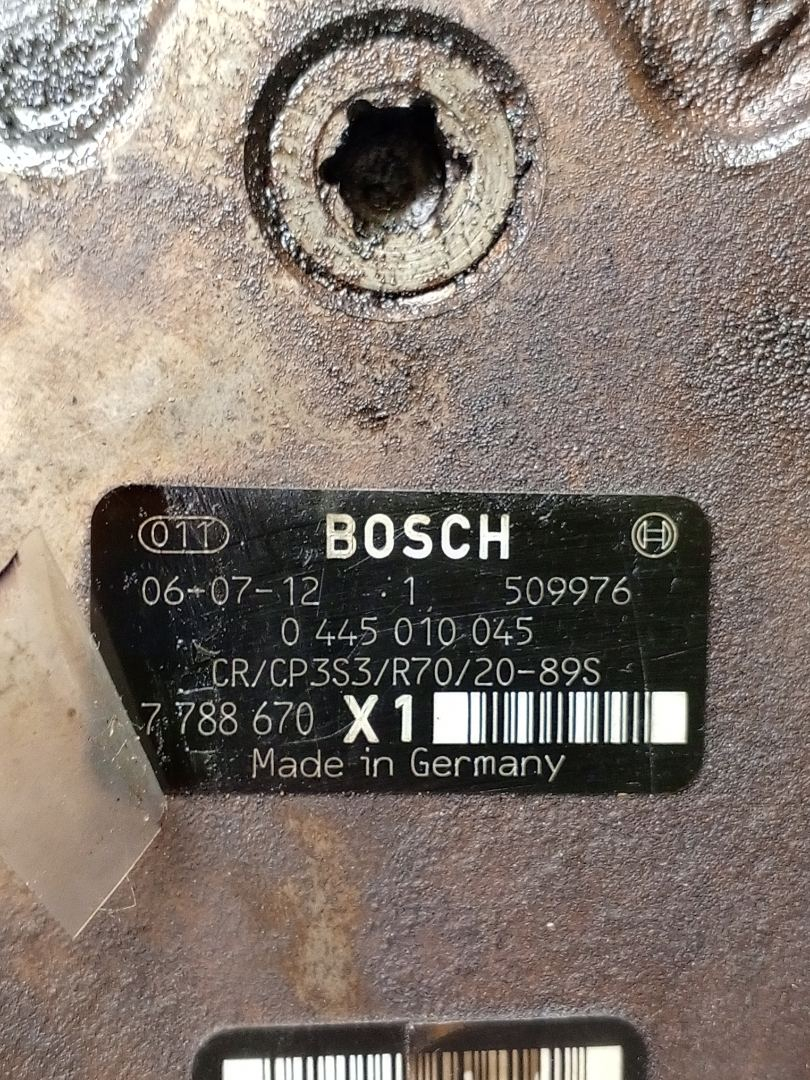 011 BOSCH
06-07-12 1 509976
0 445 010 045
CR/CP3S3/R70/20-89S
7 788 670 X1
Made in Germany